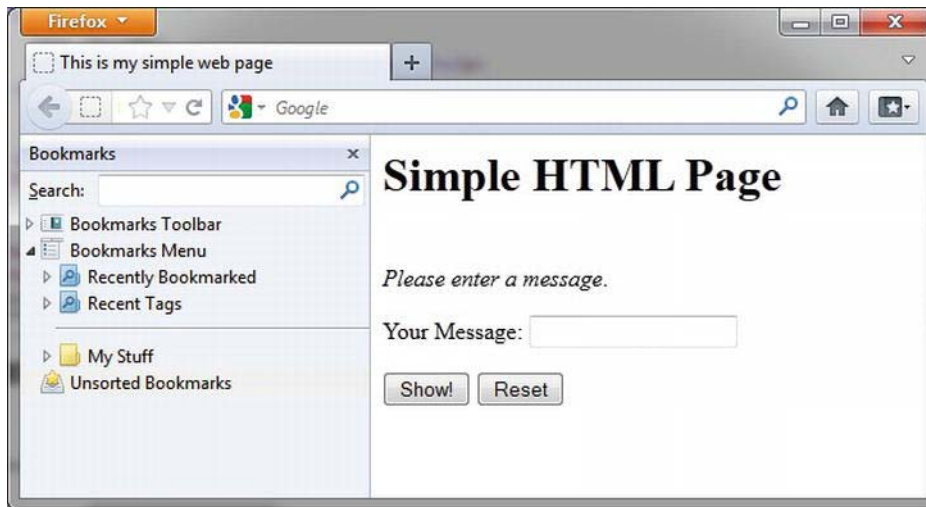 Firefox
This is my simple web page
Google
Bookmarks
Search:
Bookmarks Toolbar
Bookmarks Menu
Recently Bookmarked
Recent Tags
My Stuff
Unsorted Bookmarks
Simple HTML Page
Please enter a message.
Your Message:
Show! Reset